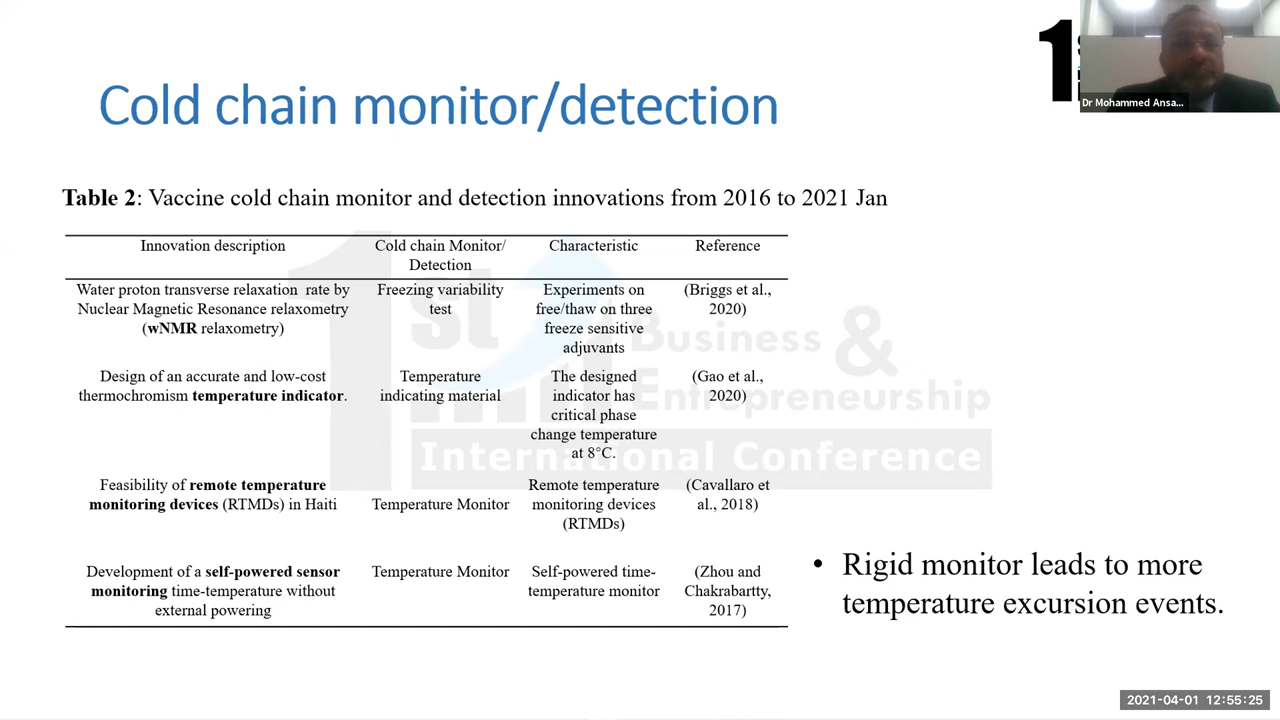 Cold chain monitor/detection
Dr Mohammed Ansa...
Table 2: Vaccine cold chain monitor and detection innovations from 2016 to 2021 Jan
Innovation description
Cold chain Monitor/
Detection
Characteristic
Reference
Water proton transverse relaxation rate by
Nuclear Magnetic Resonance relaxometry
(wNMR relaxometry)
Freezing variability
test
Experiments on
free/thaw on three
freeze sensitive
adjuvants
(Briggs et al.,
2020)
Design of an accurate and low-cost
thermochromism temperature indicator.
Temperature
indicating material
The designed
indicator has
critical phase
change temperature
at 8°C.
(Gao et al.,
2020)
Feasibility of remote temperature
monitoring devices (RTMDs) in Haiti
Temperature Monitor
Remote temperature
monitoring devices
(RTMDs)
(Cavallaro et
al., 2018)
Development of a self-powered sensor
monitoring time-temperature without
external powering
Temperature Monitor
Self-powered time-
temperature monitor
(Zhou and
Chakrabartty,
2017)
• Rigid monitor leads to more
temperature excursion events.
1st
Business &
Entrepreneurship
International Conference
2021-04-01 12:55:25